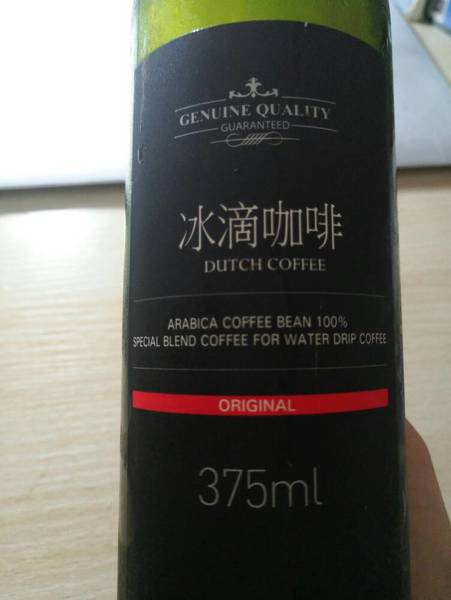 GENUINE QUALITY
GUARANTEED
冰滴咖啡
DUTCH COFFEE
ARABICA COFFEE BEAN 100%
SPECIAL BLEND COFFEE FOR WATER DRIP COFFEE
ORIGINAL
375ml